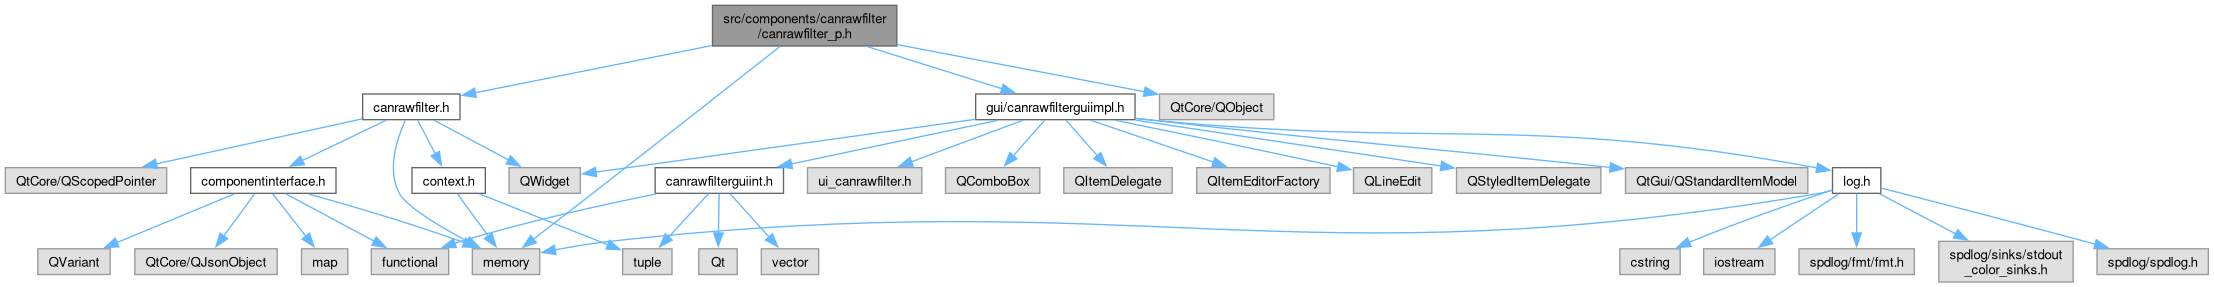 src/components/canrawfilter
/canrawfilter_p.h
canrawfilter.h
gui/canrawfilterguiimpl.h
QtCore/QObject
QtCore/QScopedPointer
componentinterface.h
context.h
QWidget
canrawfilterguiint.h
ui_canrawfilter.h
QComboBox
QItemDelegate
QItemEditorFactory
QLineEdit
QStyledItemDelegate
QtGui/QStandardItemModel
log.h
QVariant
QtCore/QJsonObject
map
functional
memory
tuple
Qt
vector
cstring
iostream
spdlog/fmt/fmt.h
spdlog/sinks/stdout
_color_sinks.h
spdlog/spdlog.h